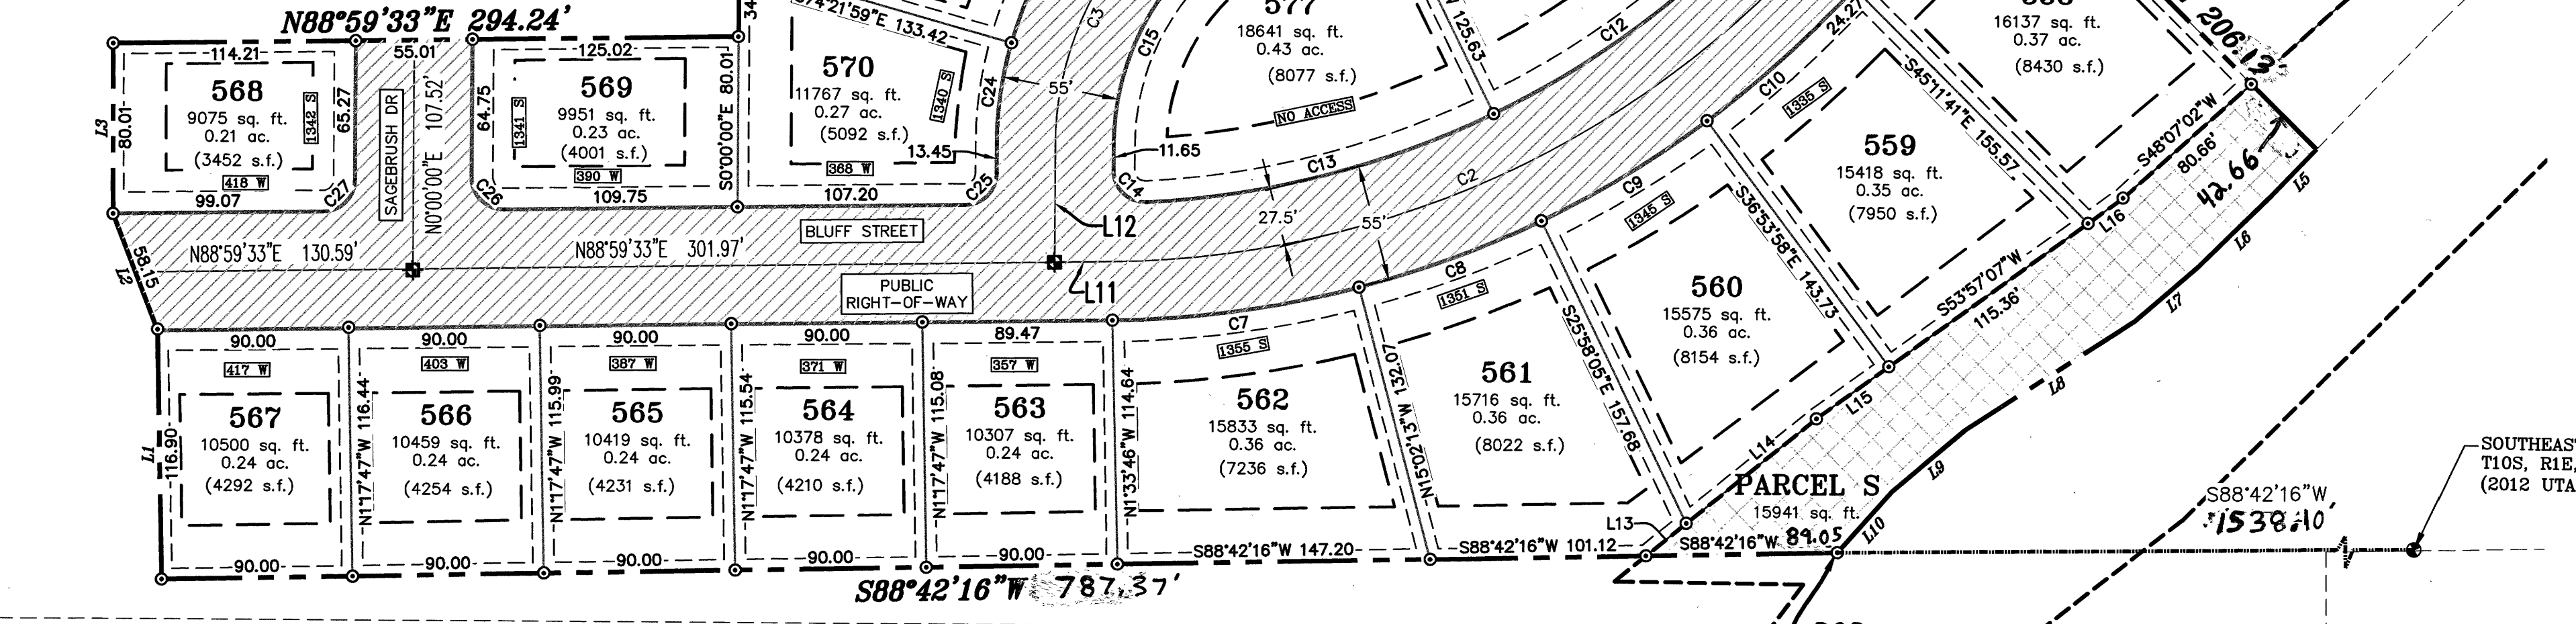 N88°59'33"E 294.24'
114.21
55.01
125.02
568
9075 sq. ft.
0.21 ac.
(3452 s.f.)
418 W
1342 S
65.27
L3
80.01
99.07
C27
SAGEBRUSH DR
N0°00'00"E 107.52'
64.75
1341 S
569
9951 sq. ft.
0.23 ac.
(4001 s.f.)
390 W
C26
109.75
S0°00'00"E 80.01
34
S74°21'59"E 133.42
570
11767 sq. ft.
0.27 ac.
(5092 s.f.)
1340 S
368 W
13.45
107.20
C25
C24
C3
55'
C15
11.65
C14
577
18641 sq. ft.
0.43 ac.
(8077 s.f.)
NO ACCESS
125.63
C12
C13
C2
24.27
C10
1335 S
16137 sq. ft.
0.37 ac.
(8430 s.f.)
206.13'
S45°11'41"E 155.57
559
15418 sq. ft.
0.35 ac.
(7950 s.f.)
S48°07'02"W
80.66'
42.66
L5
L6
L7
L16
S53°57'07"W
115.36'
58.15
L2
N88°59'33"E 130.59'
N88°59'33"E 301.97'
BLUFF STREET
L12
L11
PUBLIC
RIGHT-OF-WAY
27.5'
55'
C9
1345 S
S36°53'58"E 143.73
560
15575 sq. ft.
0.36 ac.
(8154 s.f.)
C8
1351 S
C7
1355 S
S25°58'05"E 157.68
90.00
90.00
90.00
90.00
89.47
417 W
403 W
387 W
371 W
357 W
L1
116.90
567
10500 sq. ft.
0.24 ac.
(4292 s.f.)
N1°17'47"W 116.44
566
10459 sq. ft.
0.24 ac.
(4254 s.f.)
N1°17'47"W 115.99
565
10419 sq. ft.
0.24 ac.
(4231 s.f.)
N1°17'47"W 115.54
564
10378 sq. ft.
0.24 ac.
(4210 s.f.)
N1°17'47"W 115.08
563
10307 sq. ft.
0.24 ac.
(4188 s.f.)
N1°33'46"W 114.64
562
15833 sq. ft.
0.36 ac.
(7236 s.f.)
N15°02'13"W 132.07
561
15716 sq. ft.
0.36 ac.
(8022 s.f.)
L8
L15
L14
L9
PARCEL S
15941 sq. ft.
L13
L10
SOUTHEAS
T10S, R1E,
(2012 UTA
S88°42'16"W
1538.10'
90.00
90.00
90.00
90.00
90.00
S88°42'16"W 147.20
S88°42'16"W 101.12
S88°42'16"W 89.05
S88°42'16"W 787.37'